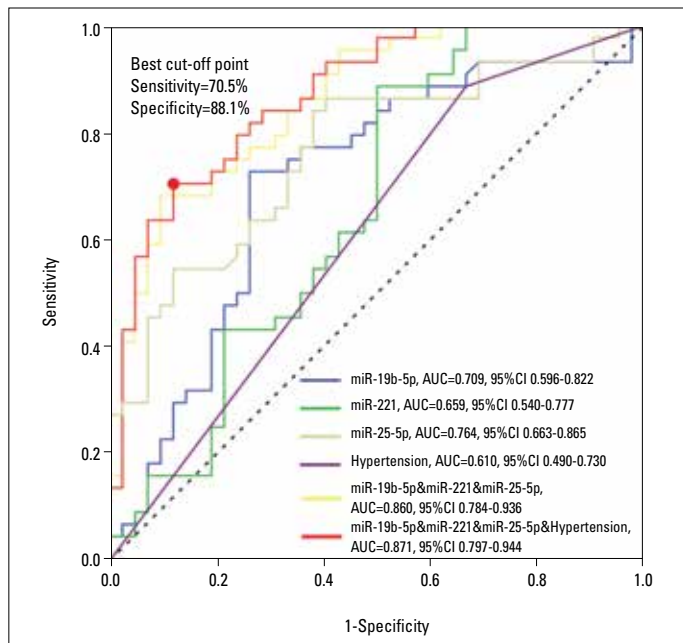 Best cut-off point
Sensitivity=70.5%
Specificity=88.1%
1.0
0.8
0.6
0.4
0.2
0.0
Sensitivity
miR-19b-5p, AUC=0.709, 95%CI 0.596-0.822
miR-221, AUC=0.659, 95%CI 0.540-0.777
miR-25-5p, AUC=0.764, 95%CI 0.663-0.865
Hypertension, AUC=0.610, 95%CI 0.490-0.730
miR-19b-5p&miR-221&miR-25-5p,
AUC=0.860, 95%CI 0.784-0.936
miR-19b-5p&miR-221&miR-25-5p&Hypertension,
AUC=0.871, 95%CI 0.797-0.944
0.0 0.2 0.4 0.6 0.8 1.0
1-Specificity